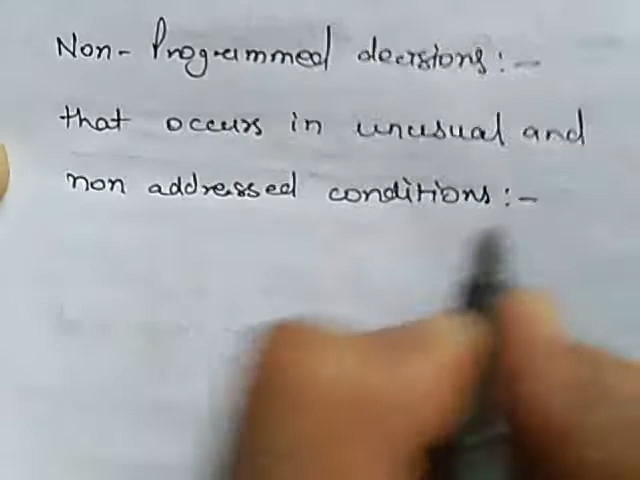 Non-Programmed decisions:-
that occurs in unusual and
non addressed conditions:-